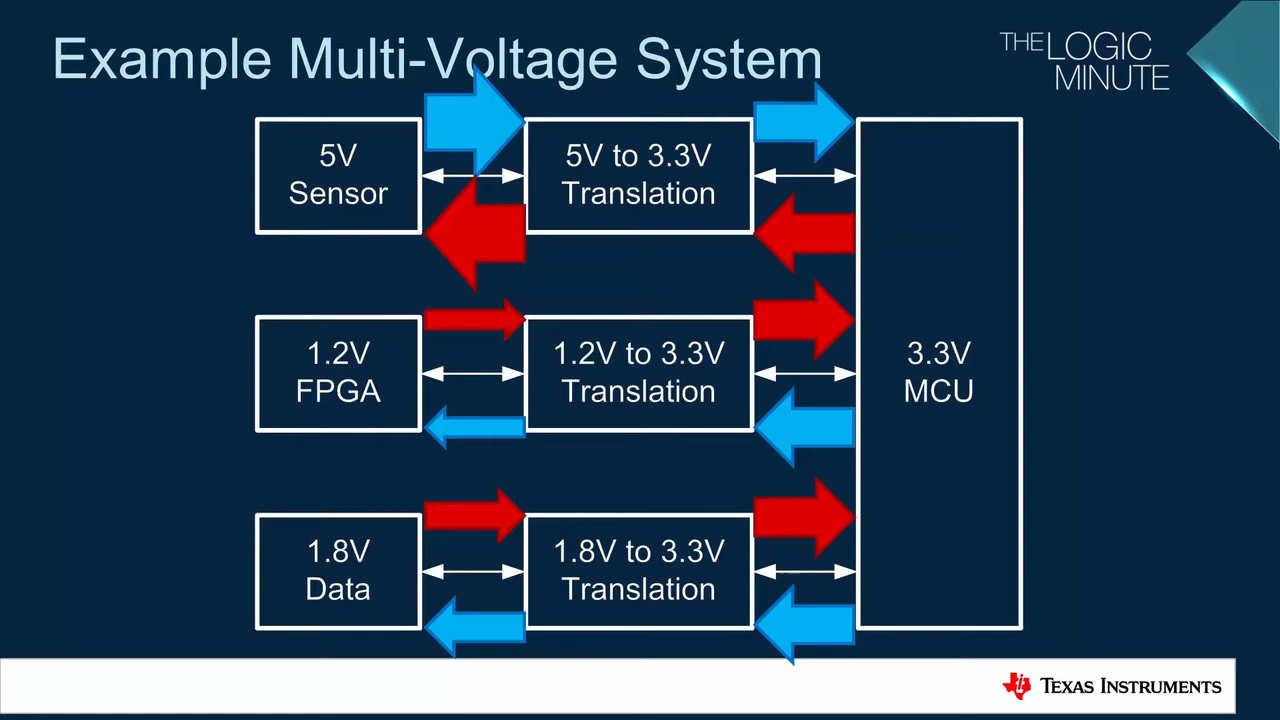 Example Multi-Voltage System
THE LOGIC
MINUTE
5V
Sensor
5V to 3.3V
Translation
1.2V
FPGA
1.2V to 3.3V
Translation
3.3V
MCU
1.8V
Data
1.8V to 3.3V
Translation
TEXAS INSTRUMENTS